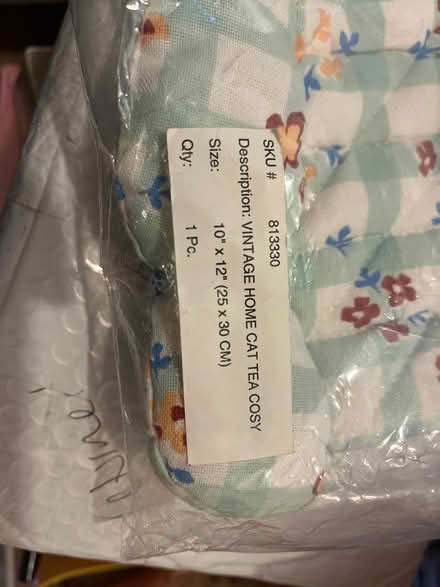 SKU # 813330
Description: VINTAGE HOME CAT TEA COSY
Size: 10" x 12" (25 x 30 CM)
Qty: 1 Pc.